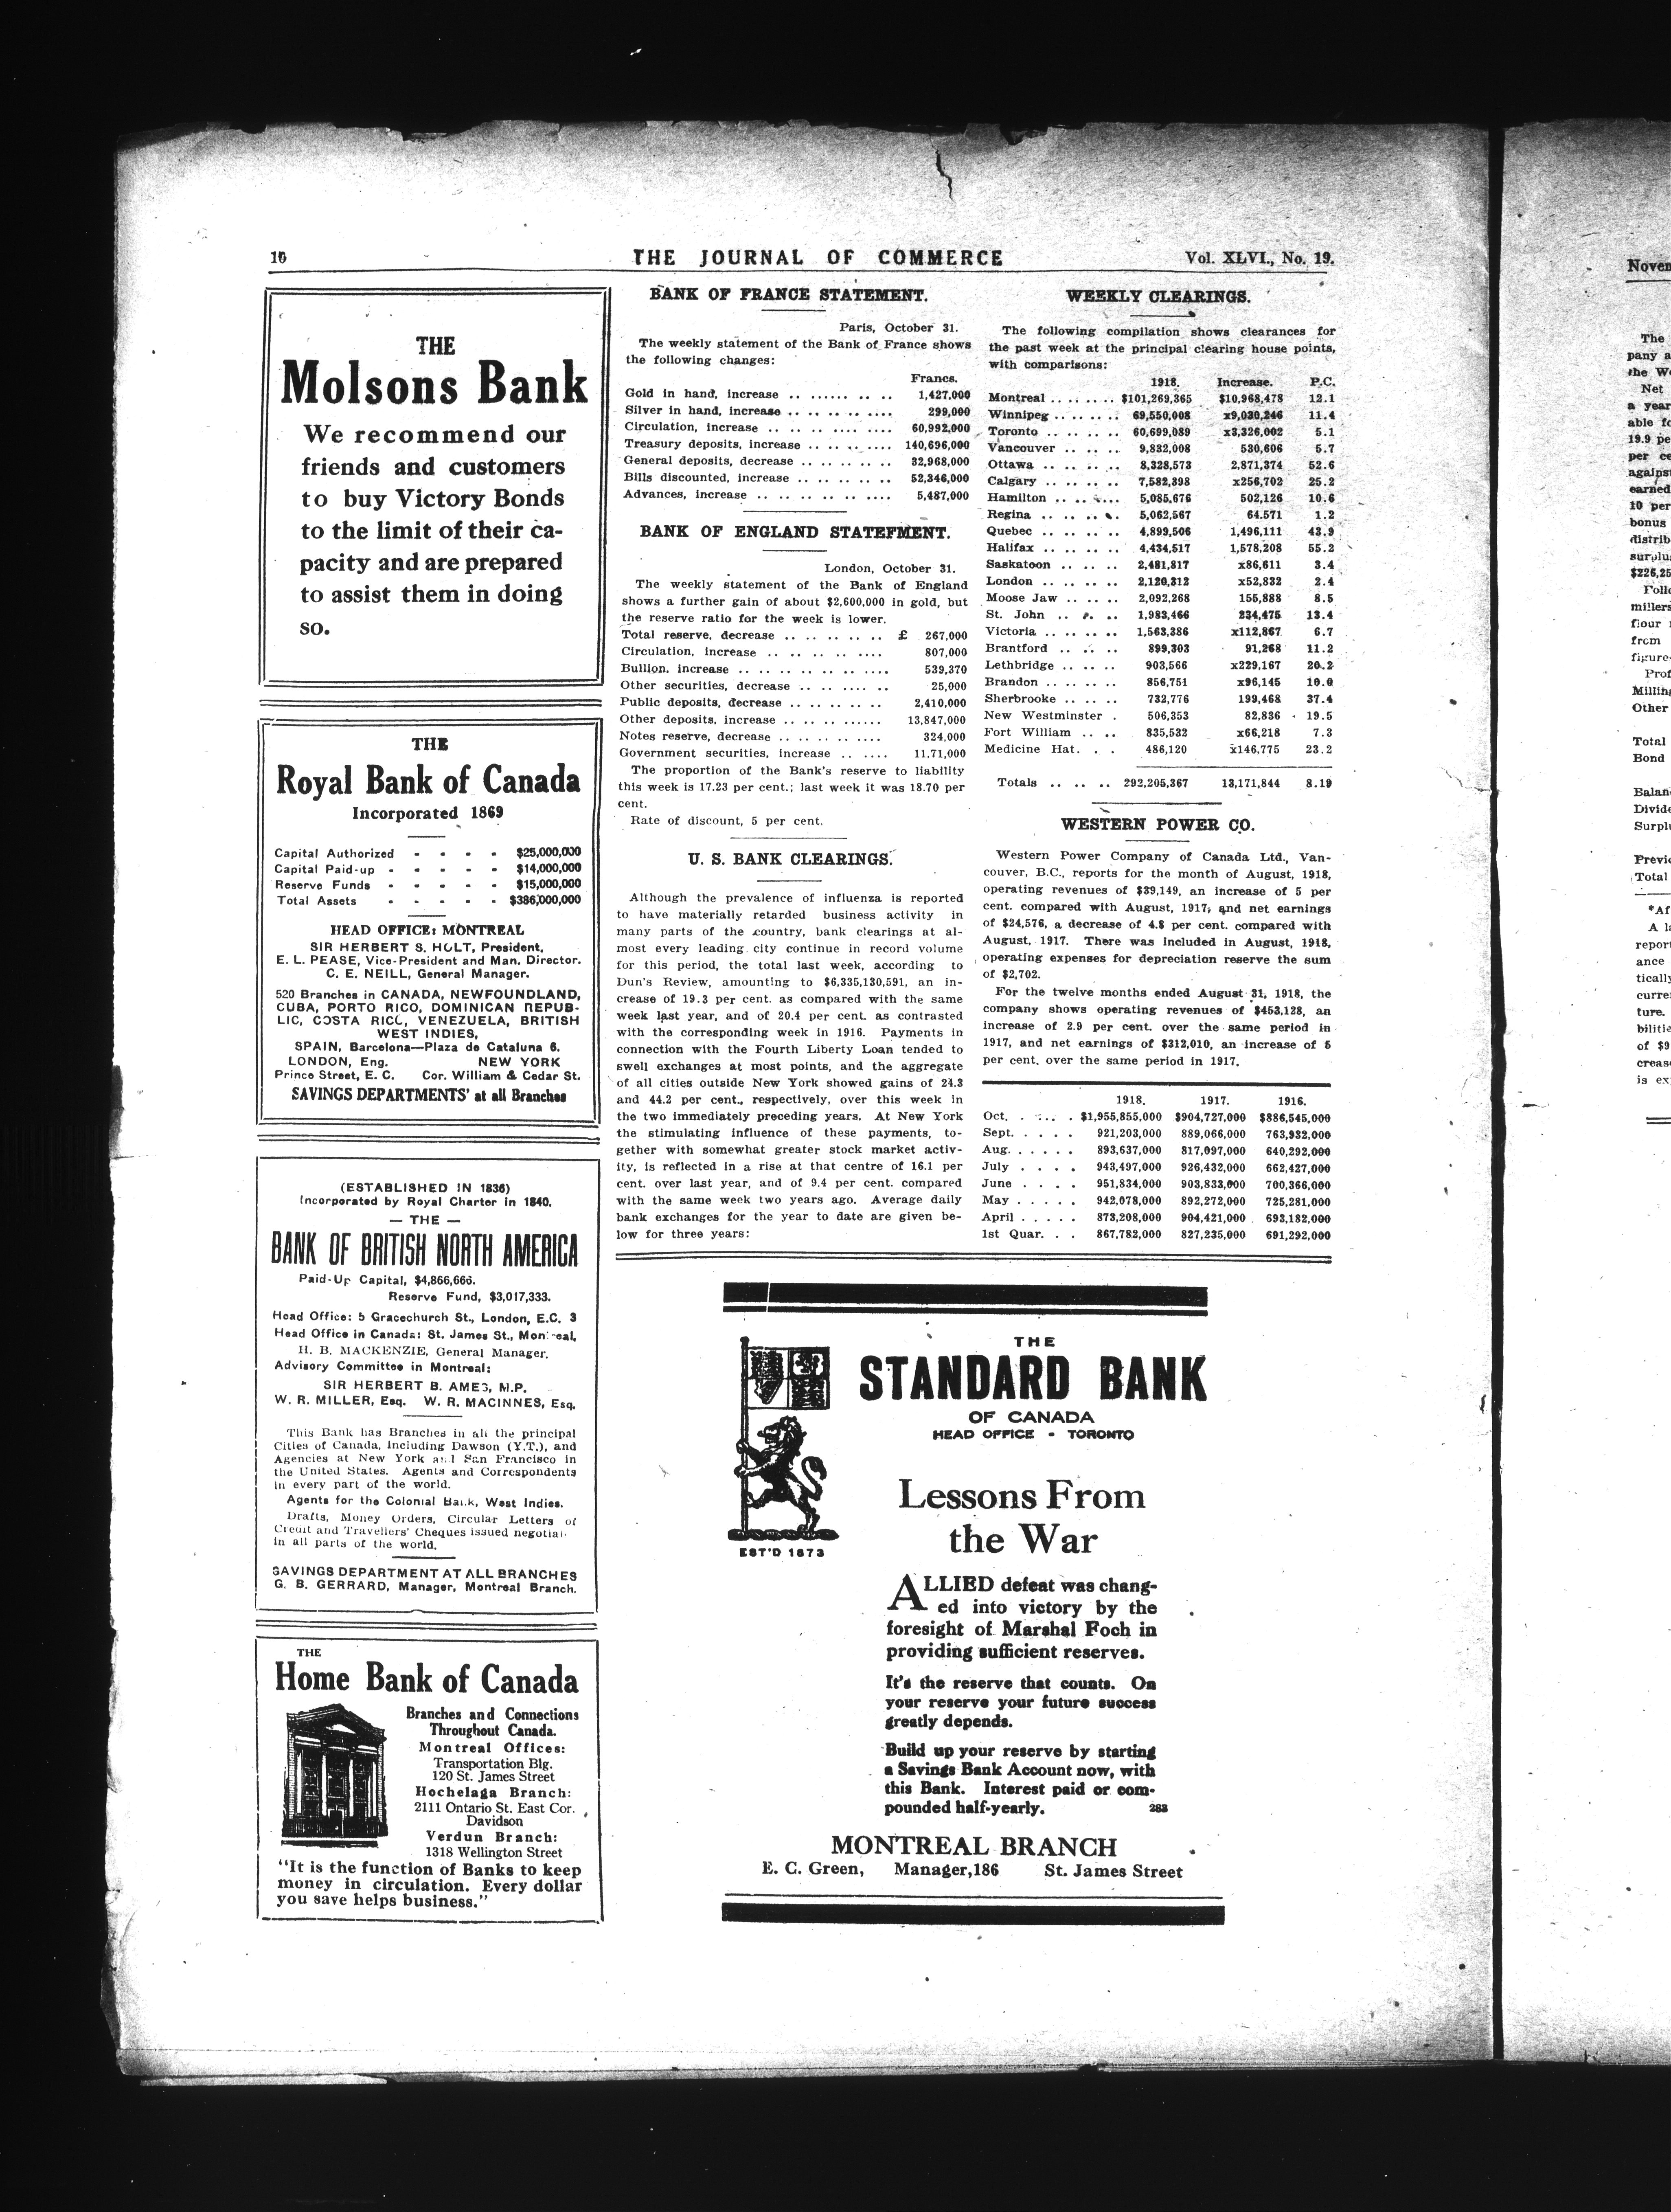 10
THE JOURNAL OF COMMERCE
Vol. XLVI., No. 19.
THE
Molsons Bank
We recommend our
friends and customers
to buy Victory Bonds
to the limit of their ca-
pacity and are prepared
to assist them in doing
so.
THE
Royal Bank of Canada
Incorporated 1869
Capital Authorized - - - - $25,000,000
Capital Paid-up - - - - - $14,000,000
Reserve Funds - - - - - $15,000,000
Total Assets - - - - - $386,000,000
HEAD OFFICE: MONTREAL
SIR HERBERT S. HOLT, President.
E. L. PEASE, Vice-President and Man. Director.
C. E. NEILL, General Manager.
520 Branches in CANADA, NEWFOUNDLAND,
CUBA, PORTO RICO, DOMINICAN REPUB-
LIC, COSTA RICC, VENEZUELA, BRITISH
WEST INDIES,
SPAIN, Barcelona—Plaza de Cataluna 6.
LONDON, Eng. NEW YORK
Prince Street, E. C. Cor. William & Cedar St.
SAVINGS DEPARTMENTS' at all Branches
(ESTABLISHED IN 1836)
Incorporated by Royal Charter in 1840.
— THE —
BANK OF BRITISH NORTH AMERICA
Paid-Up Capital, $4,866,666.
Reserve Fund, $3,017,333.
Head Office: 5 Gracechurch St., London, E.C. 3
Head Office in Canada: St. James St., Montreal,
H. B. MACKENZIE, General Manager.
Advisory Committee in Montreal:
SIR HERBERT B. AMES, M.P.
W. R. MILLER, Esq. W. R. MACINNES, Esq.
This Bank has Branches in all the principal
Cities of Canada, including Dawson (Y.T.), and
Agencies at New York and San Francisco in
the United States. Agents and Correspondents
in every part of the world.
Agents for the Colonial Bank, West Indies.
Drafts, Money Orders, Circular Letters of
Credit and Travellers' Cheques issued negotia
in all parts of the world.
SAVINGS DEPARTMENT AT ALL BRANCHES
G. B. GERRARD, Manager, Montreal Branch.
THE
Home Bank of Canada
Branches and Connections
Throughout Canada.
Montreal Offices:
Transportation Blg.
120 St. James Street
Hochelaga Branch:
2111 Ontario St. East Cor.
Davidson
Verdun Branch:
1318 Wellington Street
"It is the function of Banks to keep
money in circulation. Every dollar
you save helps business."
BANK OF FRANCE STATEMENT.
Paris, October 31.
The weekly statement of the Bank of France shows
the following changes:
Francs.
Gold in hand, increase .. ...... .. .. 1,427,000
Silver in hand, increase .. .. .. .. .... 299,000
Circulation, increase .. .. .. .... .... 60,992,000
Treasury deposits, increase .. .. .. .... 140,696,000
General deposits, decrease .. .. .. .. .. 32,968,000
Bills discounted, increase .. .. .. .. .. 52,346,000
Advances, increase .. .. .. .. .. .... 5,487,000
BANK OF ENGLAND STATEFMENT.
London, October 31.
The weekly statement of the Bank of England
shows a further gain of about $2,600,000 in gold, but
the reserve ratio for the week is lower.
Total reserve, decrease .. .. .. .. .. £ 267,000
Circulation, increase .. .. .. .. .... 807,000
Bullion, increase .. .. .. .. .. .. .... 539,370
Other securities, decrease .. .. .... .. 25,000
Public deposits, decrease .. .. .. .. .. 2,410,000
Other deposits, increase .. .. .. ...... 13,847,000
Notes reserve, decrease .. .. .. .. .... 324,000
Government securities, increase .. .... 11,71,000
The proportion of the Bank's reserve to liability
this week is 17.23 per cent.; last week it was 18.70 per
cent.
Rate of discount, 5 per cent.
U. S. BANK CLEARINGS.
Although the prevalence of influenza is reported
to have materially retarded business activity in
many parts of the country, bank clearings at al-
most every leading city continue in record volume
for this period, the total last week, according to
Dun's Review, amounting to $6,335,130,591, an in-
crease of 19.3 per cent. as compared with the same
week last year, and of 20.4 per cent. as contrasted
with the corresponding week in 1916. Payments in
connection with the Fourth Liberty Loan tended to
swell exchanges at most points, and the aggregate
of all cities outside New York showed gains of 24.3
and 44.2 per cent., respectively, over this week in
the two immediately preceding years. At New York
the stimulating influence of these payments, to-
gether with somewhat greater stock market activ-
ity, is reflected in a rise at that centre of 16.1 per
cent. over last year, and of 9.4 per cent. compared
with the same week two years ago. Average daily
bank exchanges for the year to date are given be-
low for three years:
WEEKLY CLEARINGS.
The following compilation shows clearances for
the past week at the principal clearing house points,
with comparisons:
1918. Increase. P.C.
Montreal .. .. .. .. $101,269,365 $10,968,478 12.1
Winnipeg .. .. .. .. 69,550,008 x9,030,246 11.4
Toronto .. .. .. .. 60,699,089 x3,326,002 5.1
Vancouver .. .. .. 9,832,008 530,606 5.7
Ottawa .. .. .. .. 8,328,573 2,871,374 52.6
Calgary .. .. .. .. 7,582,398 x256,702 25.2
Hamilton .. .. .... 5,085,676 502,126 10.6
Regina .. .. .. .. 5,062,567 64.571 1.2
Quebec .. .. .. .. 4,899,506 1,496,111 43.9
Halifax .. .. .. .. 4,434,517 1,578,208 55.2
Saskatoon .. .. .. 2,481,817 x86,611 3.4
London .. .. .. .. 2,120,312 x52,832 2.4
Moose Jaw .. .. .. 2,092,268 155,888 8.5
St. John .. .. .. .. 1,983,466 234,475 13.4
Victoria .. .. .. .. 1,563,386 x112,867 6.7
Brantford .. .. .. 899,303 91,268 11.2
Lethbridge .. .. .. 903,566 x229,167 20.2
Brandon .. .. .. .. 856,751 x96,145 10.0
Sherbrooke .. .. .. 732,776 199,468 37.4
New Westminster . 506,353 82,836 19.5
Fort William .. .. 835,532 x66,218 7.3
Medicine Hat. . . 486,120 x146,775 23.2
Totals .. .. .. 292,205,367 13,171,844 8.19
WESTERN POWER CO.
Western Power Company of Canada Ltd., Van-
couver, B.C., reports for the month of August, 1918,
operating revenues of $39,149, an increase of 5 per
cent. compared with August, 1917, and net earnings
of $24,576, a decrease of 4.8 per cent. compared with
August, 1917. There was included in August, 1918,
operating expenses for depreciation reserve the sum
of $2,702.
For the twelve months ended August 31, 1918, the
company shows operating revenues of $453,128, an
increase of 2.9 per cent. over the same period in
1917, and net earnings of $312,010, an increase of 5
per cent. over the same period in 1917.
1918. 1917. 1916.
Oct. . .... . $1,955,855,000 $904,727,000 $886,545,000
Sept. . . . . 921,203,000 889,066,000 763,932,000
Aug. . . . . . 893,637,000 817,097,000 640,292,000
July . . . . 943,497,000 926,432,000 662,427,000
June . . . . 951,834,000 903,833,000 700,366,000
May . . . . . 942,078,000 892,272,000 725,281,000
April . . . . . 873,208,000 904,421,000 693,182,000
1st Quar. . . 867,782,000 827,235,000 691,292,000
EST'D 1873
THE
STANDARD BANK
OF CANADA
HEAD OFFICE - TORONTO
Lessons From
the War
ALLIED defeat was chang-
ed into victory by the
foresight of Marshal Foch in
providing sufficient reserves.
It's the reserve that counts. On
your reserve your future success
greatly depends.
Build up your reserve by starting
a Savings Bank Account now, with
this Bank. Interest paid or com-
pounded half-yearly. 283
MONTREAL BRANCH
E. C. Green, Manager,186 St. James Street
Novem
The
pany a
the We
Net
a year
able fo
19.9 pe
per ce
against
earned
10 per
bonus
distrib
surplu
$226,25
Follo
millers
flour
from
figure
Prof
Milling
Other
Total
Bond
Balan
Divide
Surplu
Previo
Total
*Af
A la
report
ance
tically
curre
ture.
bilitie
of $9
creas
is ex